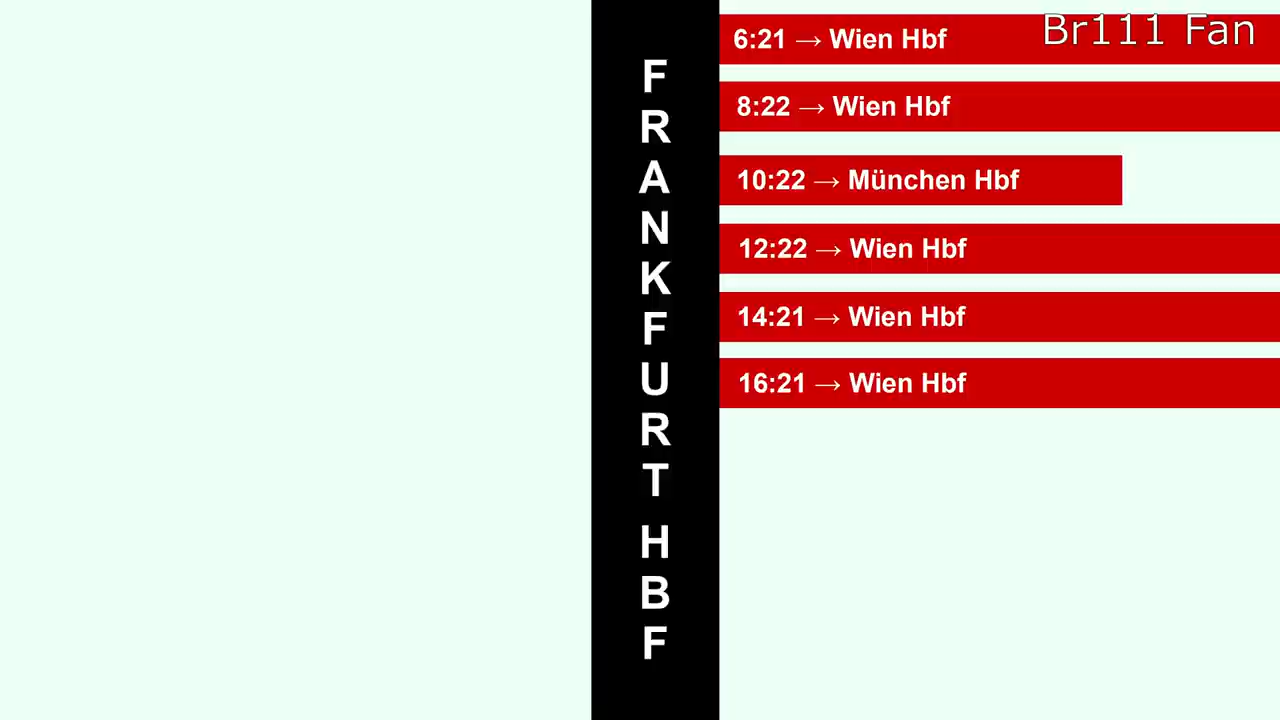 FRANKFURT HBF
6:21 → Wien Hbf
Br111 Fan
8:22 → Wien Hbf
10:22 → München Hbf
12:22 → Wien Hbf
14:21 → Wien Hbf
16:21 → Wien Hbf